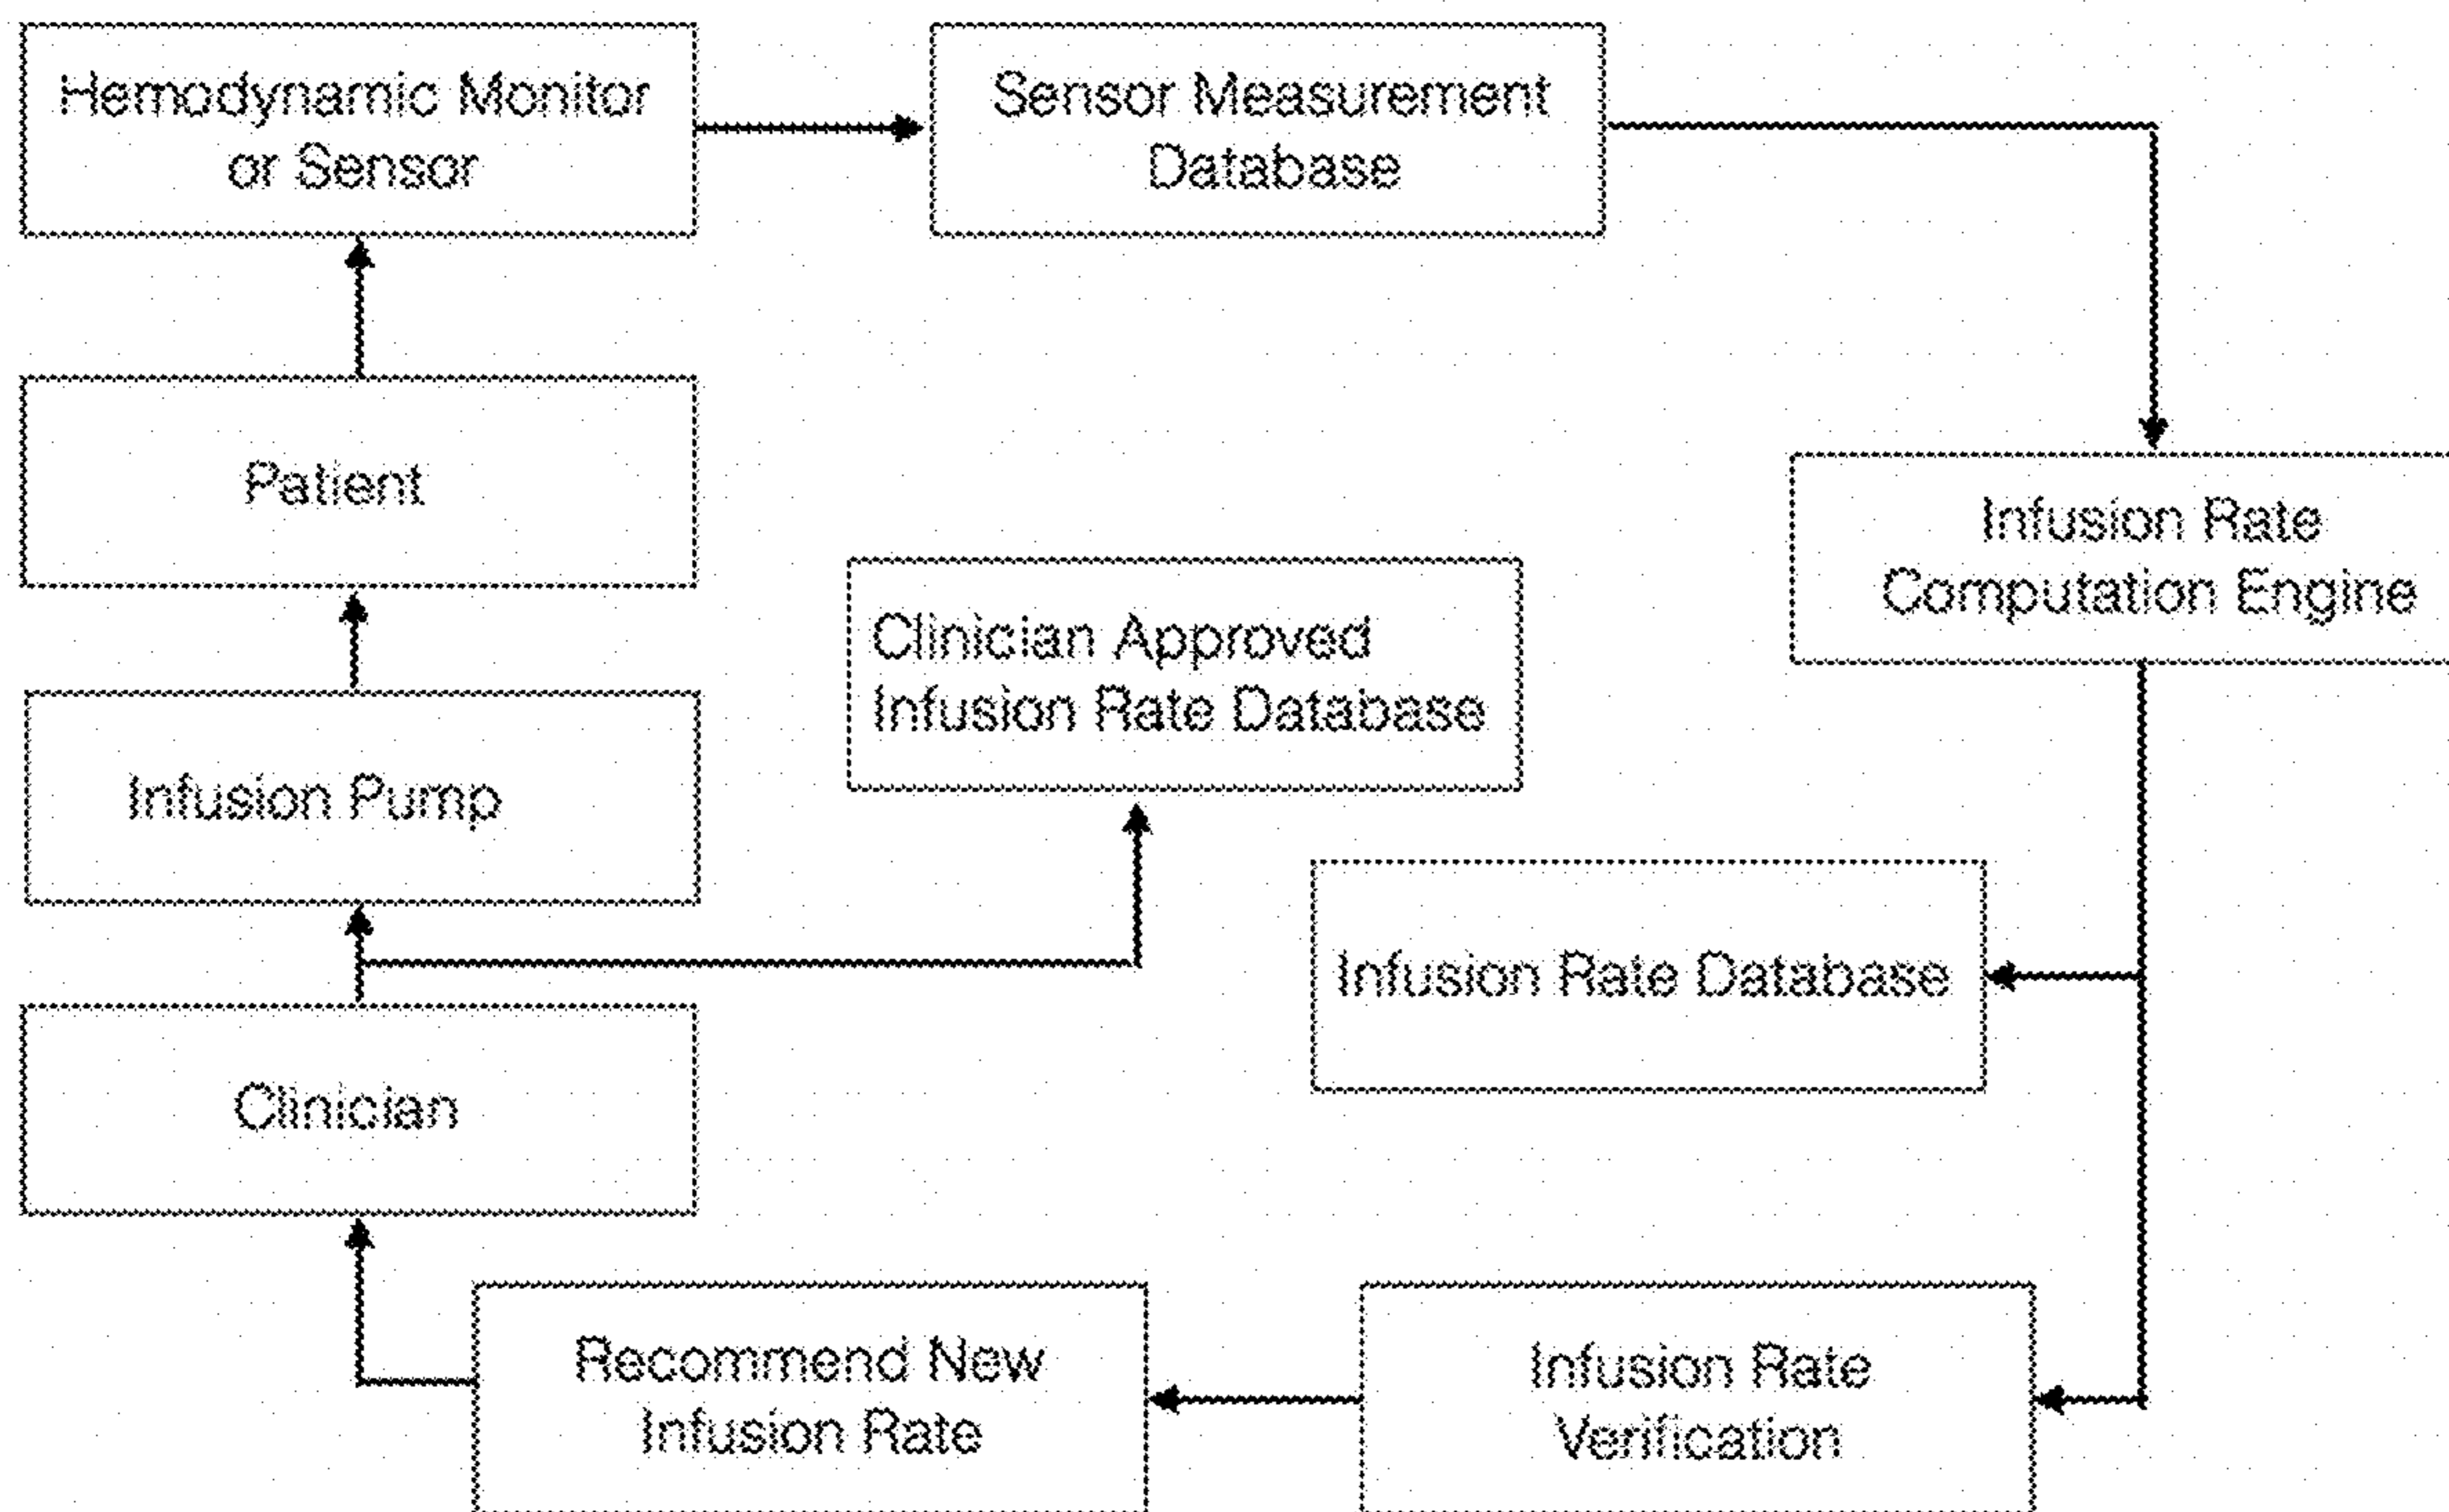 Hemodynamic Monitor
or Sensor
Sensor Measurement
Database
Patient
Infusion Rate
Computation Engine
Clinician Approved
Infusion Rate Database
Infusion Pump
Infusion Rate Database
Clinician
Recommend New
Infusion Rate
Infusion Rate
Verification